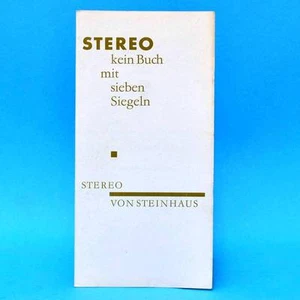 STEREO
kein Buch
mit
sieben
Siegeln
STEREO
VON STEINHAUS